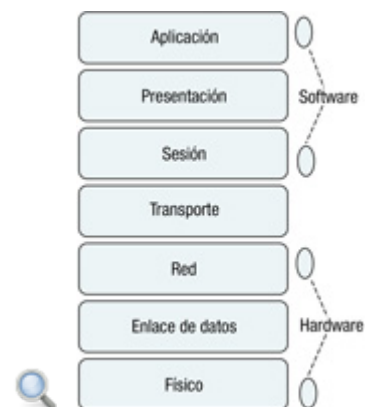 Aplicación
Presentación
Software
Sesión
Transporte
Red
Enlace de datos
Hardware
Físico